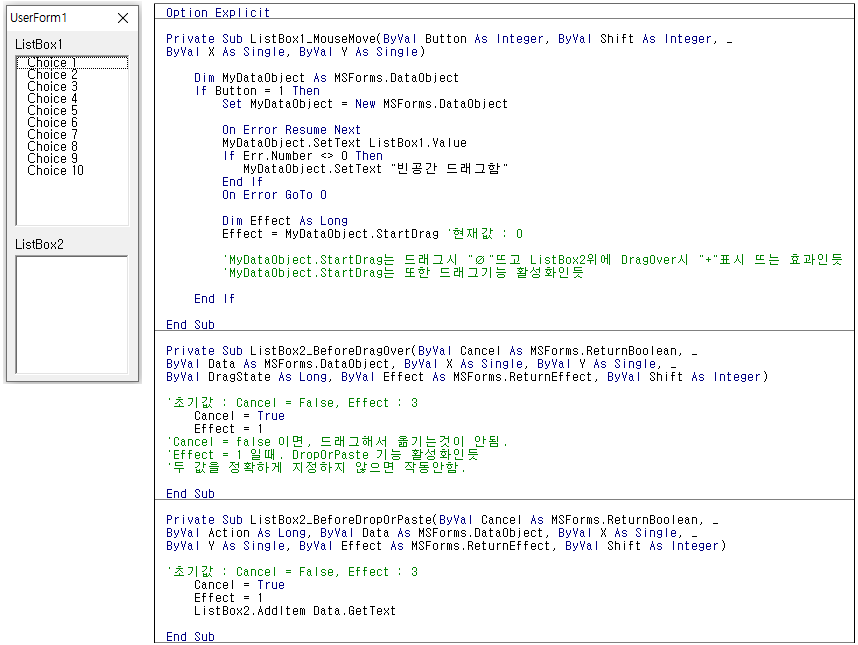 UserForm1
ListBox1
Choice 1
Choice 2
Choice 3
Choice 4
Choice 5
Choice 6
Choice 7
Choice 8
Choice 9
Choice 10
ListBox2
Option Explicit
Private Sub ListBox1_MouseMove(ByVal Button As Integer, ByVal Shift As Integer, _
ByVal X As Single, ByVal Y As Single)
Dim MyDataObject As MSForms.DataObject
If Button = 1 Then
Set MyDataObject = New MSForms.DataObject
On Error Resume Next
MyDataObject.SetText ListBox1.Value
If Err.Number <> 0 Then
MyDataObject.SetText "빈공간 드래그함"
End If
On Error GoTo 0
Dim Effect As Long
Effect = MyDataObject.StartDrag '현재값 : 0
'MyDataObject.StartDrag는 드래그시 "∅"뜨고 ListBox2위에 DragOver시 "+"표시 뜨는 효과인듯
'MyDataObject.StartDrag는 또한 드래그기능 활성화인듯
End If
End Sub
Private Sub ListBox2_BeforeDragOver(ByVal Cancel As MSForms.ReturnBoolean, _
ByVal Data As MSForms.DataObject, ByVal X As Single, ByVal Y As Single, _
ByVal DragState As Long, ByVal Effect As MSForms.ReturnEffect, ByVal Shift As Integer)
'초기값 : Cancel = False, Effect : 3
Cancel = True
Effect = 1
'Cancel = false 이면, 드래그해서 옮기는것이 안됨.
'Effect = 1 일때. DropOrPaste 기능 활성화인듯
'두 값을 정확하게 지정하지 않으면 작동안함.
End Sub
Private Sub ListBox2_BeforeDropOrPaste(ByVal Cancel As MSForms.ReturnBoolean, _
ByVal Action As Long, ByVal Data As MSForms.DataObject, ByVal X As Single, _
ByVal Y As Single, ByVal Effect As MSForms.ReturnEffect, ByVal Shift As Integer)
'초기값 : Cancel = False, Effect : 3
Cancel = True
Effect = 1
ListBox2.AddItem Data.GetText
End Sub